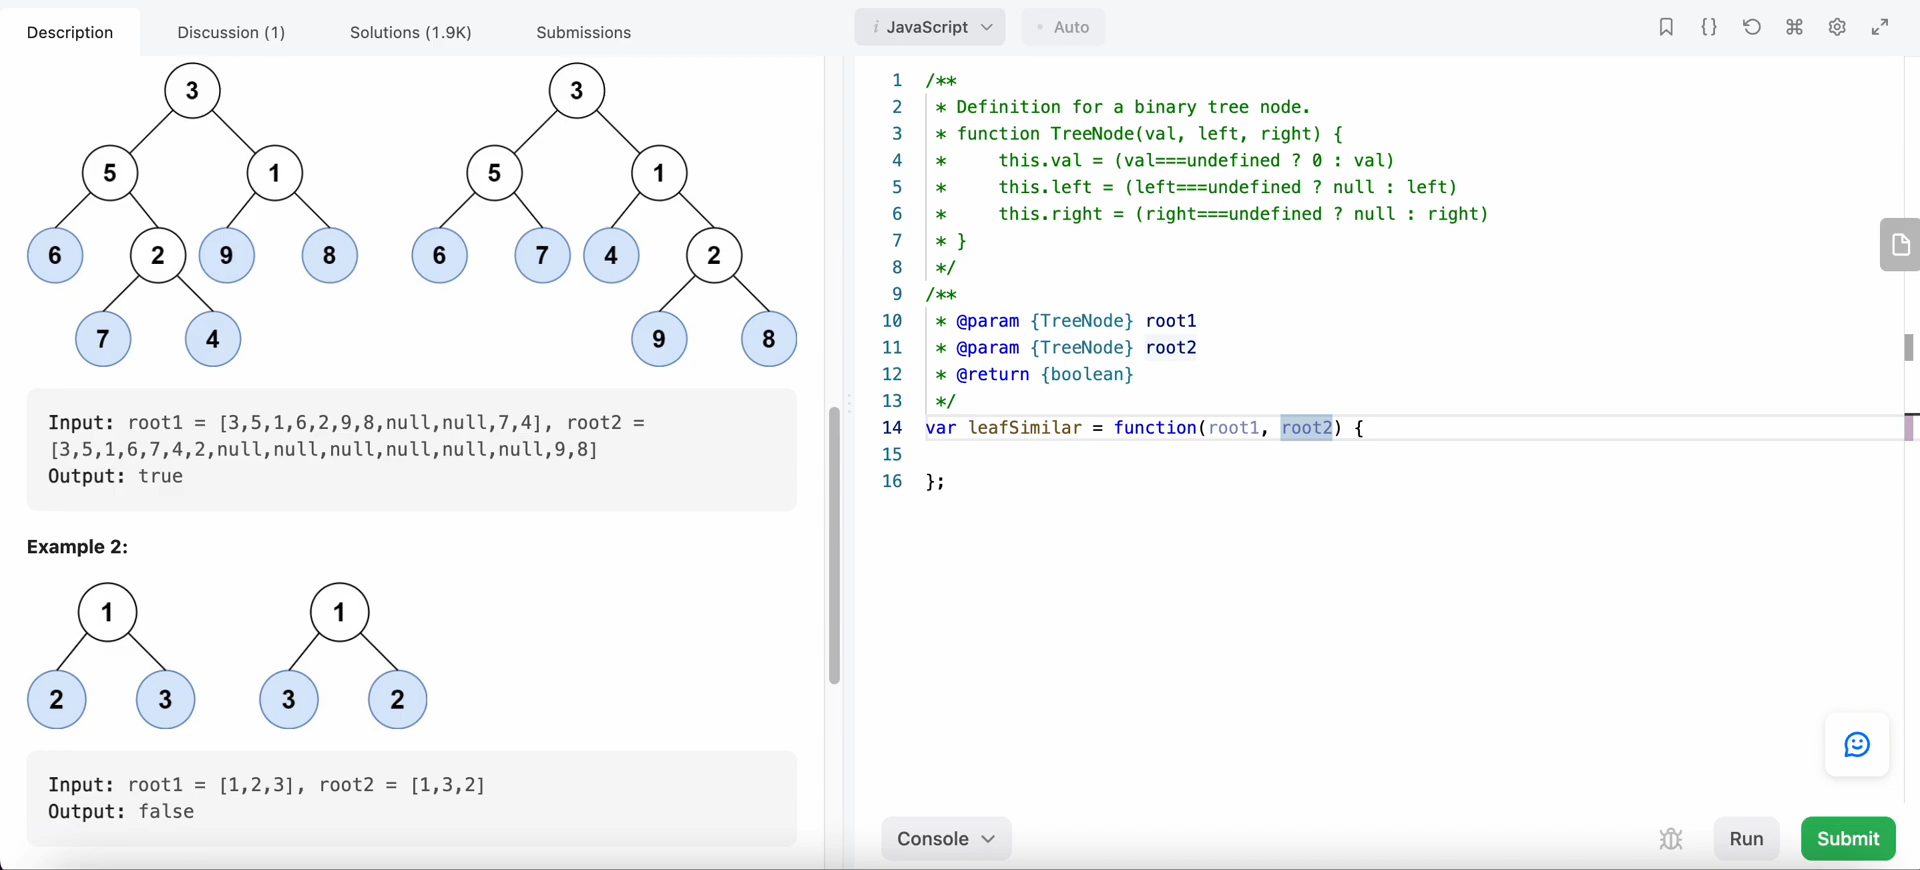 Description
Discussion (1)
Solutions (1.9K)
Submissions
3
3
5
1
5
1
6
2
9
8
6
7
4
2
7
4
9
8
Input: root1 = [3,5,1,6,2,9,8,null,null,7,4], root2 =
[3,5,1,6,7,4,2,null,null,null,null,null,null,9,8]
Output: true
Example 2:
1
1
2
3
3
2
Input: root1 = [1,2,3], root2 = [1,3,2]
Output: false
i JavaScript
Auto
1 /**
2 * Definition for a binary tree node.
3 * function TreeNode(val, left, right) {
4 *     this.val = (val===undefined ? 0 : val)
5 *     this.left = (left===undefined ? null : left)
6 *     this.right = (right===undefined ? null : right)
7 * }
8 */
9 /**
10 * @param {TreeNode} root1
11 * @param {TreeNode} root2
12 * @return {boolean}
13 */
14 var leafSimilar = function(root1, root2) {
15
16 };
Console
Run
Submit